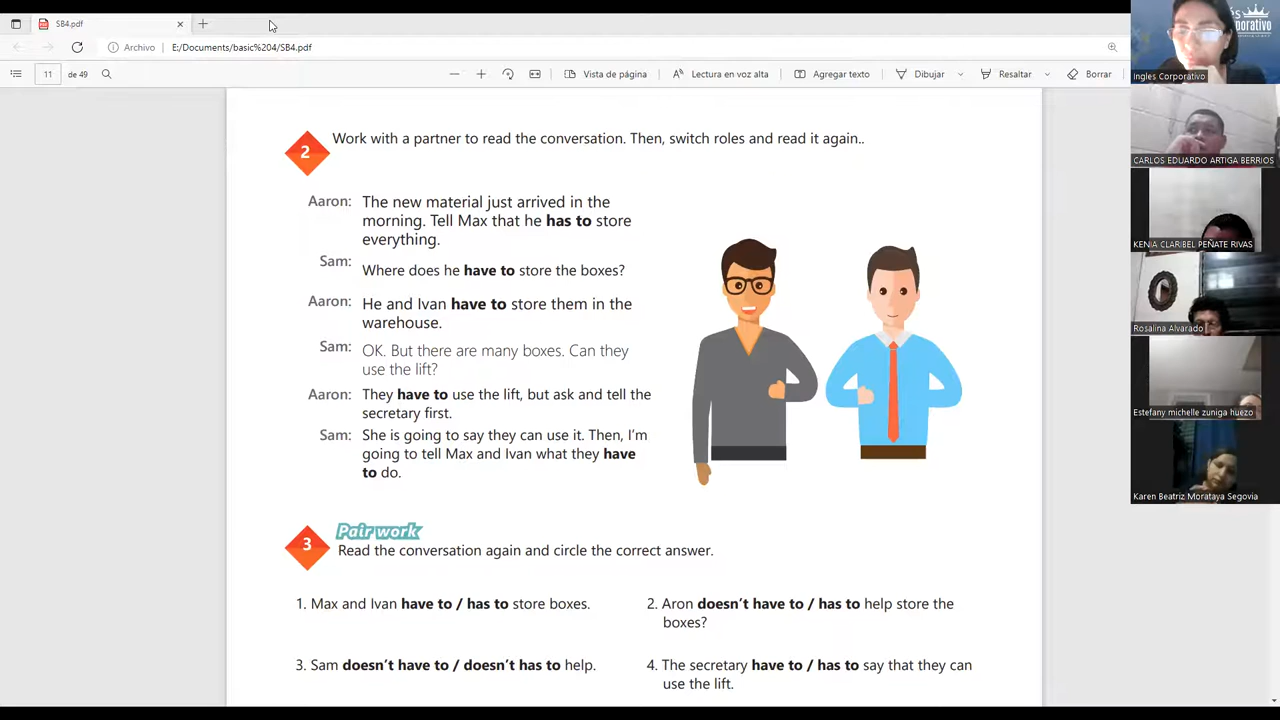 SB4.pdf
Archivo E:/Documents/basic%204/SB4.pdf
11 de 49 Vista de página Lectura en voz alta Agregar texto Dibujar Resaltar Borrar
2 Work with a partner to read the conversation. Then, switch roles and read it again..
Aaron: The new material just arrived in the
morning. Tell Max that he has to store
everything.
Sam: Where does he have to store the boxes?
Aaron: He and Ivan have to store them in the
warehouse.
Sam: OK. But there are many boxes. Can they
use the lift?
Aaron: They have to use the lift, but ask and tell the
secretary first.
Sam: She is going to say they can use it. Then, I'm
going to tell Max and Ivan what they have
to do.
3 Pair work
Read the conversation again and circle the correct answer.
1. Max and Ivan have to / has to store boxes.
2. Aron doesn't have to / has to help store the
boxes?
3. Sam doesn't have to / doesn't has to help.
4. The secretary have to / has to say that they can
use the lift.
Ingles Corporativo
CARLOS EDUARDO ARTIGA BERRIOS
KENIA CLARIBEL PEÑATE RIVAS
Rosalina Alvarado
Estefany michelle zuniga huezo
Karen Beatriz Morataya Segovia